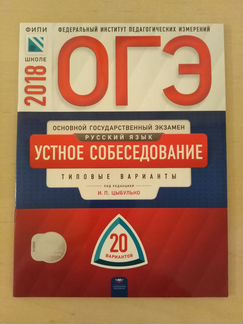 ФИПИ
ШКОЛЕ
ФЕДЕРАЛЬНЫЙ ИНСТИТУТ ПЕДАГОГИЧЕСКИХ ИЗМЕРЕНИЙ
2018
ОГЭ
ОСНОВНОЙ ГОСУДАРСТВЕННЫЙ ЭКЗАМЕН
РУССКИЙ ЯЗЫК
УСТНОЕ СОБЕСЕДОВАНИЕ
ТИПОВЫЕ ВАРИАНТЫ
ПОД РЕДАКЦИЕЙ
И. П. ЦЫБУЛЬКО
20
ВАРИАНТОВ